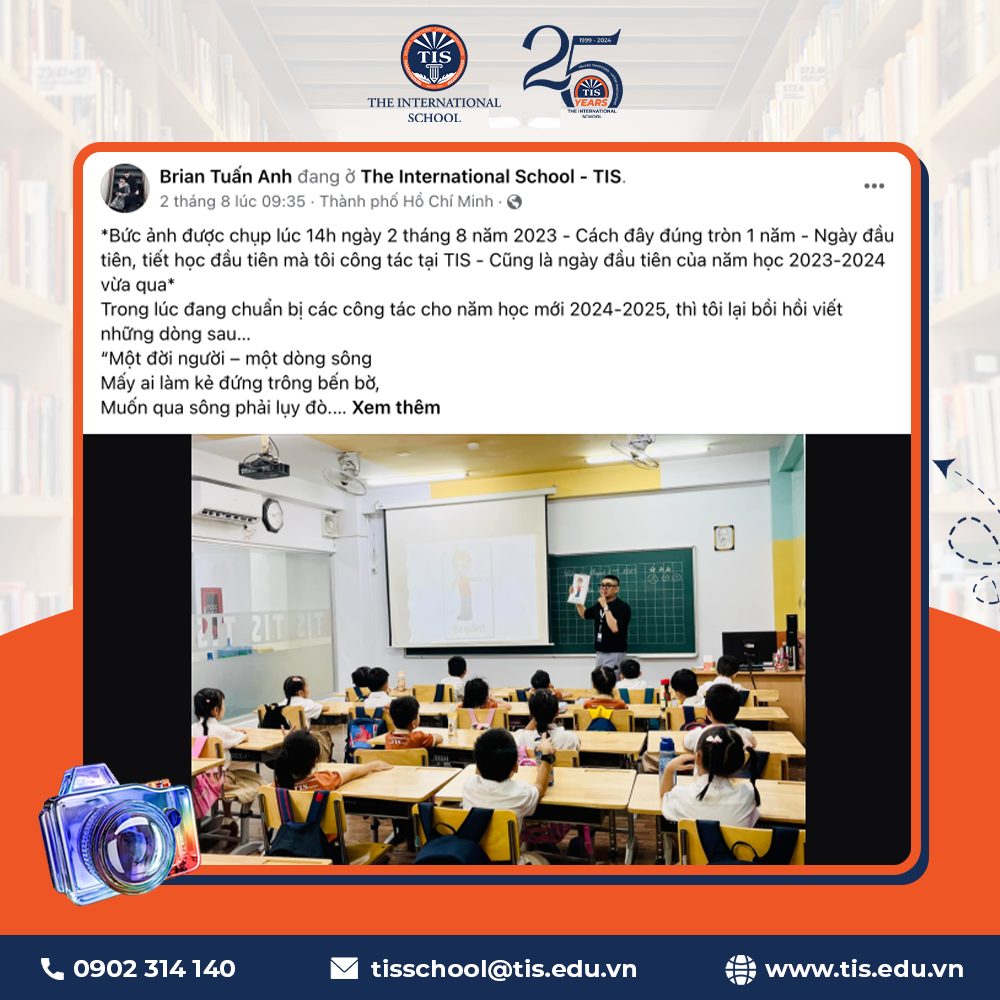 TIS
THE INTERNATIONAL
SCHOOL
25
1999 - 2024
TIS
YEARS
THE INTERNATIONAL
SCHOOL
Brian Tuấn Anh đang ở The International School - TIS.
2 tháng 8 lúc 09:35 · Thành phố Hồ Chí Minh ·
*Bức ảnh được chụp lúc 14h ngày 2 tháng 8 năm 2023 - Cách đây đúng tròn 1 năm - Ngày đầu
tiên, tiết học đầu tiên mà tôi công tác tại TIS - Cũng là ngày đầu tiên của năm học 2023-2024
vừa qua*
Trong lúc đang chuẩn bị các công tác cho năm học mới 2024-2025, thì tôi lại bồi hồi viết
những dòng sau...
“Một đời người – một dòng sông
Mấy ai làm kẻ đứng trông bến bờ,
Muốn qua sông phải lụy đò.... Xem thêm
0902 314 140
tisschool@tis.edu.vn
www.tis.edu.vn